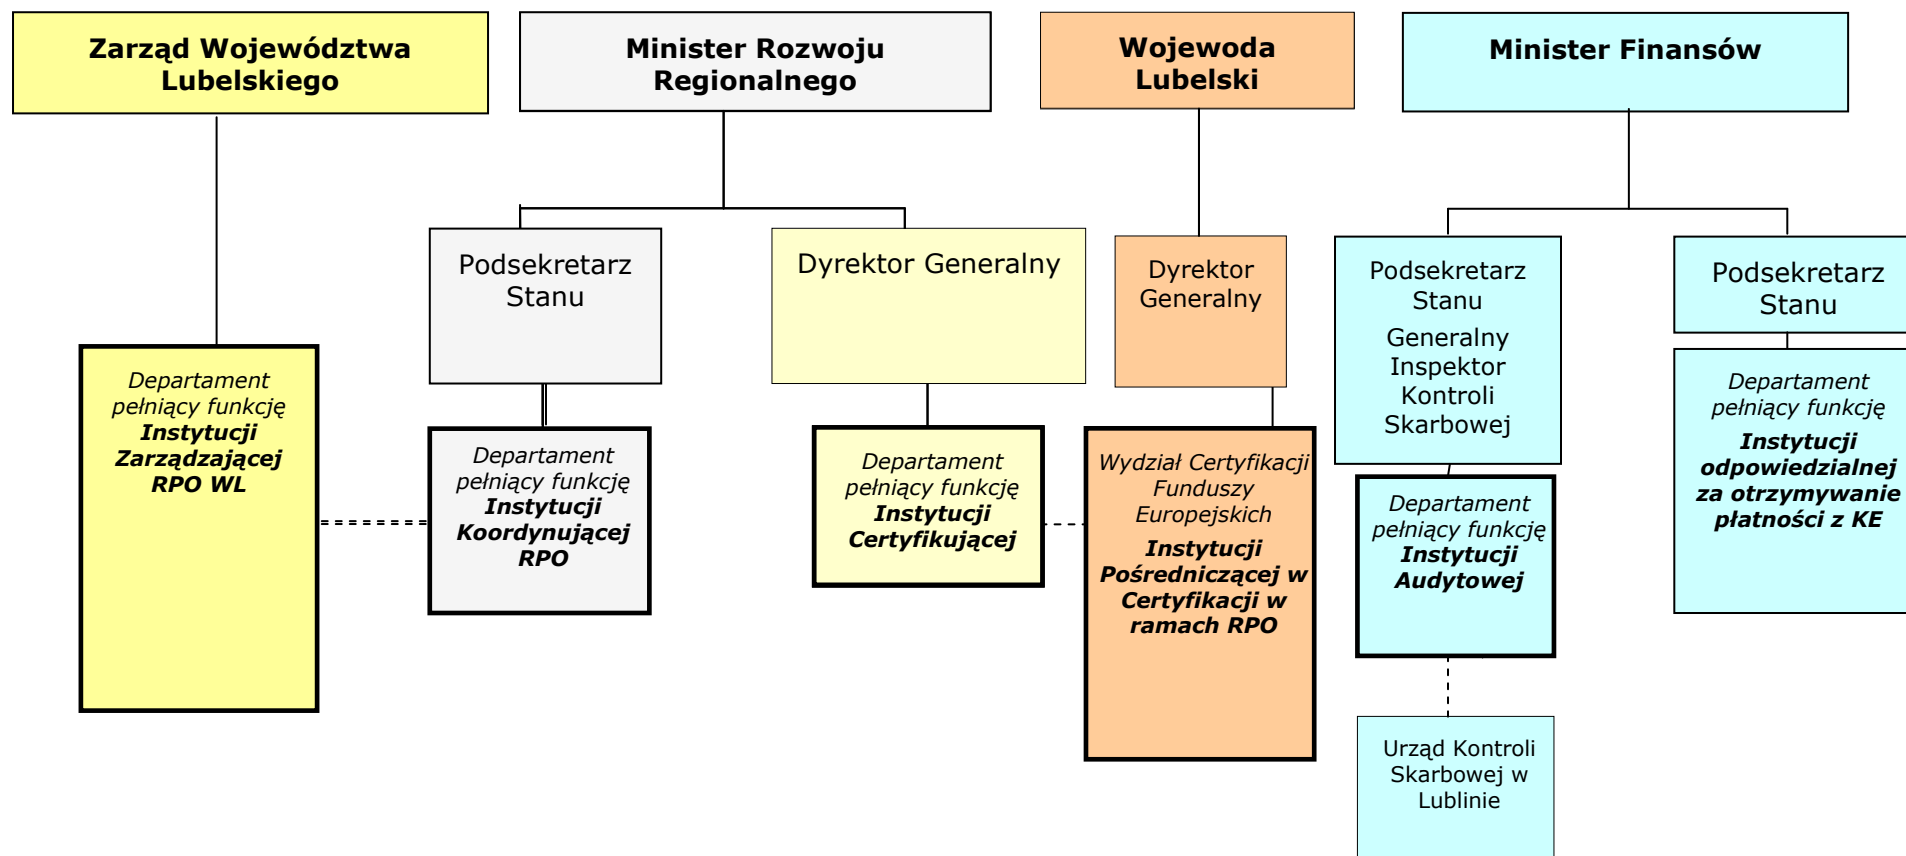 Zarząd Województwa
Lubelskiego
Minister Rozwoju
Regionalnego
Wojewoda
Lubelski
Minister Finansów
Podsekretarz
Stanu
Dyrektor Generalny
Dyrektor
Generalny
Podsekretarz
Stanu
Generalny
Inspektor
Kontroli
Skarbowej
Podsekretarz
Stanu
Departament
pełniący funkcję
Instytucji
Zarządzającej
RPO WL
Departament
pełniący funkcję
Instytucji
Koordynującej
RPO
Departament
pełniący funkcję
Instytucji
Certyfikującej
Wydział Certyfikacji
Funduszy
Europejskich
Instytucji
Pośredniczącej w
Certyfikacji w
ramach RPO
Departament
pełniący funkcję
Instytucji
Audytowej
Departament
pełniący funkcję
Instytucji
odpowiedzialnej
za otrzymywanie
płatności z KE
Urząd Kontroli
Skarbowej w
Lublinie